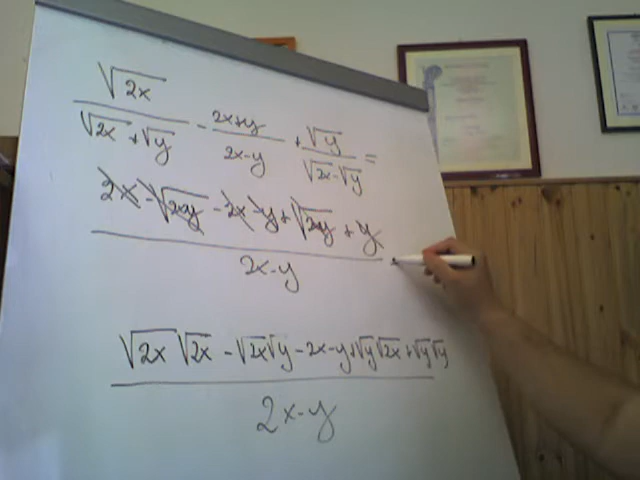 √2x / (√2x + √y) - (2x+y) / (2x-y) + √y / (√2x - √y) =
(2x - √2xy - 2x - y + √2xy + y) / (2x - y)
(√2x √2x - √2x √y - 2x - y + √y √2x + √y √y) / (2x - y)